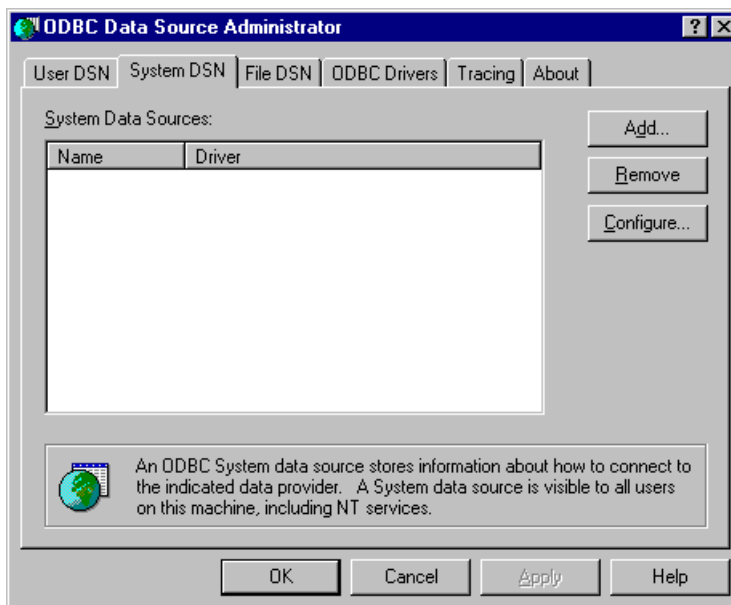 ODBC Data Source Administrator
User DSN
System DSN
File DSN
ODBC Drivers
Tracing
About
System Data Sources:
Name
Driver
Add...
Remove
Configure...
An ODBC System data source stores information about how to connect to
the indicated data provider. A System data source is visible to all users
on this machine, including NT services.
OK
Cancel
Apply
Help